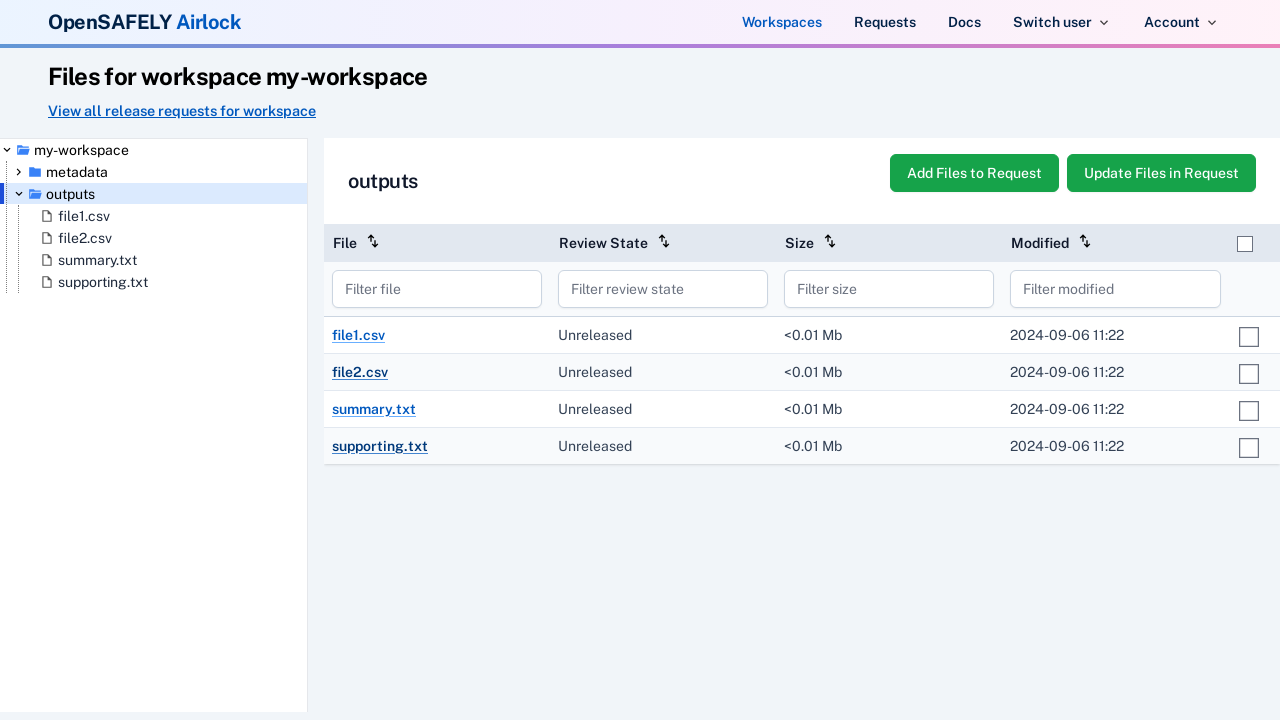 OpenSAFELY Airlock
Workspaces
Requests
Docs
Switch user
Account
Files for workspace my-workspace
View all release requests for workspace
my-workspace
metadata
outputs
file1.csv
file2.csv
summary.txt
supporting.txt
outputs
Add Files to Request
Update Files in Request
File Review State Size Modified
Filter file Filter review state Filter size Filter modified
file1.csv Unreleased <0.01 Mb 2024-09-06 11:22
file2.csv Unreleased <0.01 Mb 2024-09-06 11:22
summary.txt Unreleased <0.01 Mb 2024-09-06 11:22
supporting.txt Unreleased <0.01 Mb 2024-09-06 11:22